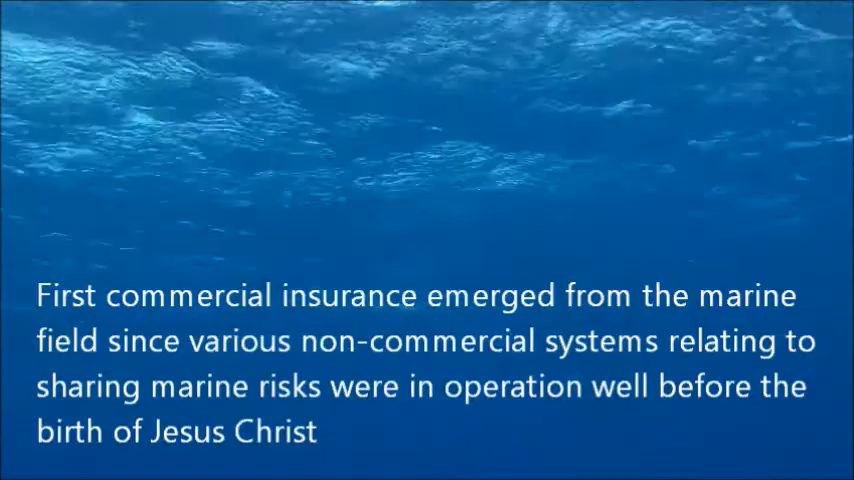 First commercial insurance emerged from the marine
field since various non-commercial systems relating to
sharing marine risks were in operation well before the
birth of Jesus Christ